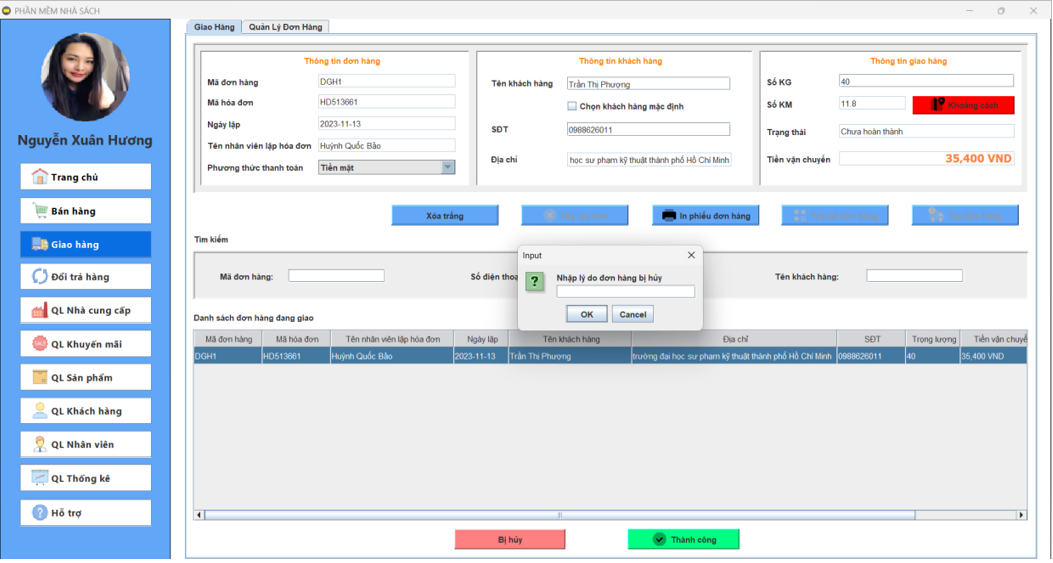 PHẦN MỀM NHÀ SÁCH
Nguyễn Xuân Hương
Trang chủ
Bán hàng
Giao hàng
Đổi trả hàng
QL Nhà cung cấp
QL Khuyến mãi
QL Sản phẩm
QL Khách hàng
QL Nhân viên
QL Thống kê
Hỗ trợ
Giao Hàng Quản Lý Đơn Hàng
Thông tin đơn hàng
Mã đơn hàng DGH1
Mã hóa đơn HD513661
Ngày lập 2023-11-13
Tên nhân viên lập hóa đơn Huỳnh Quốc Bảo
Phương thức thanh toán Tiền mặt
Thông tin khách hàng
Tên khách hàng Trần Thị Phượng
Chọn khách hàng mặc định
SĐT 0988626011
Địa chỉ học sư phạm kỹ thuật thành phố Hồ Chí Minh
Thông tin giao hàng
Số KG 40
Số KM 11.8 Khoảng cách
Trạng thái Chưa hoàn thành
Tiền vận chuyển 35,400 VND
Xóa trắng In phiếu đơn hàng
Tìm kiếm
Mã đơn hàng: Số điện thoạ Tên khách hàng:
Input
Nhập lý do đơn hàng bị hủy
OK Cancel
Danh sách đơn hàng đang giao
Mã đơn hàng Mã hóa đơn Tên nhân viên lập hóa đơn Ngày lập Tên khách hàng Địa chỉ SĐT Trọng lượng Tiền vận chuyể
DGH1 HD513661 Huỳnh Quốc Bảo 2023-11-13 Trần Thị Phượng trường đại học sư phạm kỹ thuật thành phố Hồ Chí Minh 0988626011 40 35,400 VND
Bị hủy Thành công